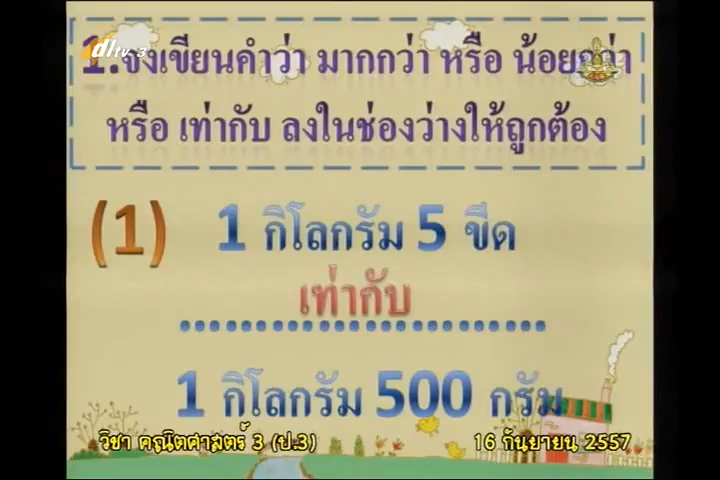 dltv.3
1.จงเขียนคำว่า มากกว่า หรือ น้อยกว่า
หรือ เท่ากับ ลงในช่องว่างให้ถูกต้อง
(1) 1 กิโลกรัม 5 ขีด
เท่ากับ
1 กิโลกรัม 500 กรัม
วิชา คณิตศาสตร์ 3 (ป.3) 16 กันยายน 2557